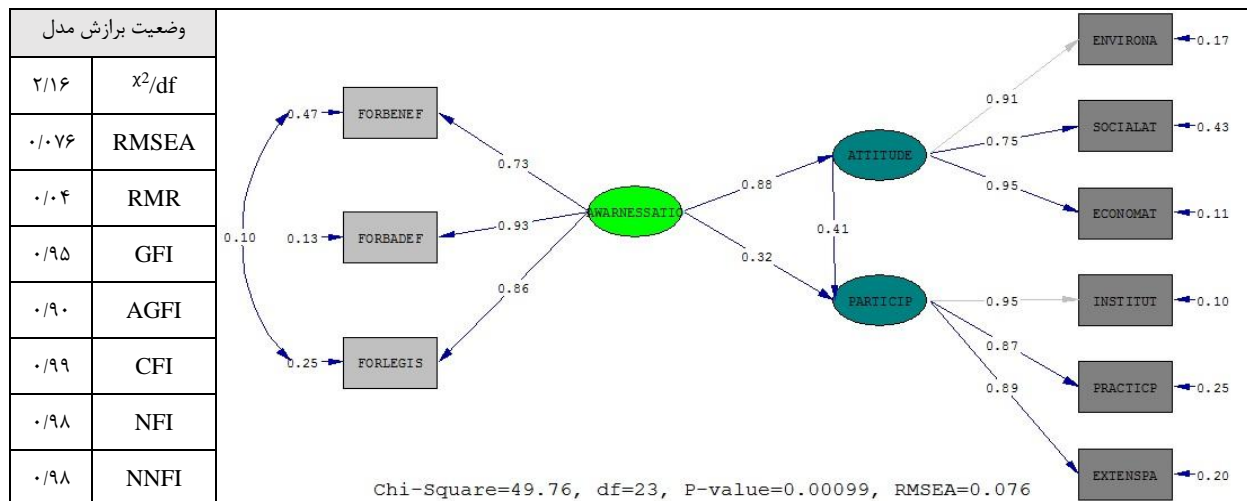 وضعیت برازش مدل
۲/۱۶ χ²/df
۰/۰۷۶ RMSEA
۰/۰۴ RMR
۰/۹۵ GFI
۰/۹۰ AGFI
۰/۹۹ CFI
۰/۹۸ NFI
۰/۹۸ NNFI
0.47
FORBENEF
0.10
0.13
FORBADEF
0.25
FORLEGIS
0.73
0.93
0.86
AWARNESSATIO
0.88
0.32
ATTITUDE
0.41
PARTICIP
0.91
0.75
0.95
0.95
0.87
0.89
ENVIRONA
0.17
SOCIALAT
0.43
ECONOMAT
0.11
INSTITUT
0.10
PRACTICP
0.25
EXTENSPA
0.20
Chi-Square=49.76, df=23, P-value=0.00099, RMSEA=0.076